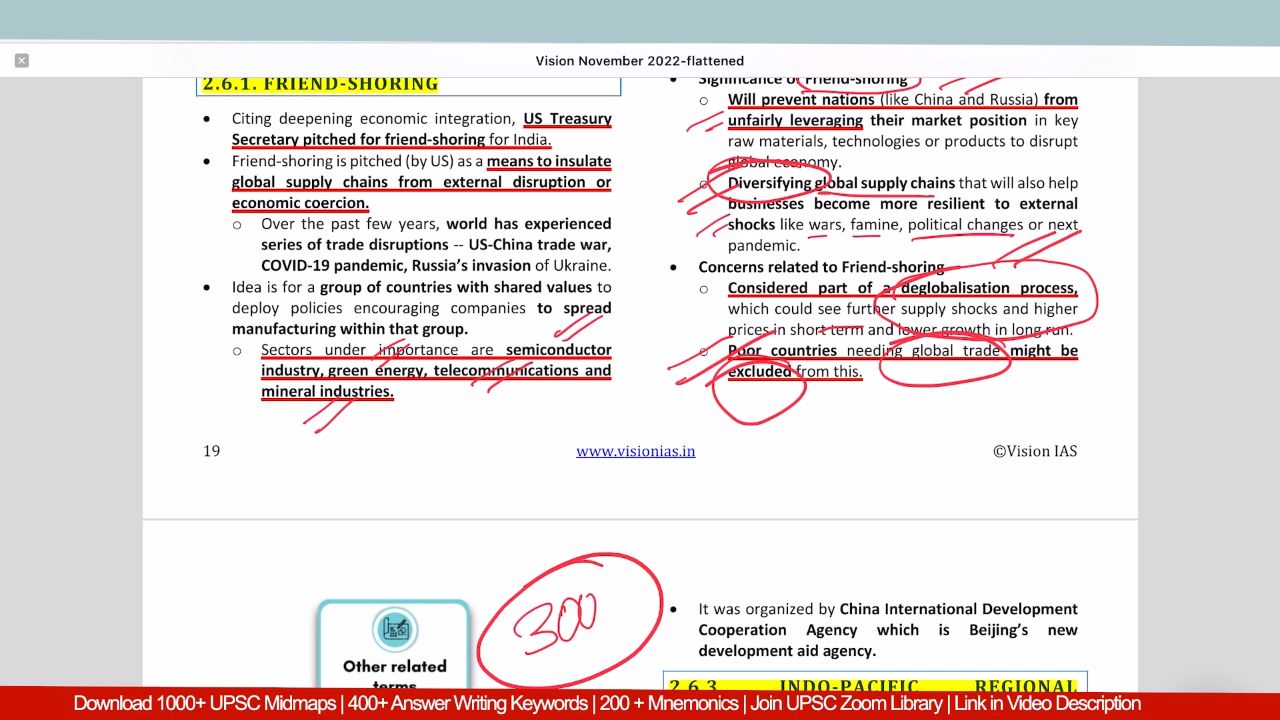 Vision November 2022-flattened
2.6.1. FRIEND-SHORING
• Citing deepening economic integration, US Treasury
Secretary pitched for friend-shoring for India.
• Friend-shoring is pitched (by US) as a means to insulate
global supply chains from external disruption or
economic coercion.
o Over the past few years, world has experienced
series of trade disruptions -- US-China trade war,
COVID-19 pandemic, Russia's invasion of Ukraine.
• Idea is for a group of countries with shared values to
deploy policies encouraging companies to spread
manufacturing within that group.
o Sectors under importance are semiconductor
industry, green energy, telecommunications and
mineral industries.
• Significance of Friend-shoring
o Will prevent nations (like China and Russia) from
unfairly leveraging their market position in key
raw materials, technologies or products to disrupt
global economy.
o Diversifying global supply chains that will also help
businesses become more resilient to external
shocks like wars, famine, political changes or next
pandemic.
• Concerns related to Friend-shoring
o Considered part of a deglobalisation process,
which could see further supply shocks and higher
prices in short term and lower growth in long run.
o Poor countries needing global trade might be
excluded from this.
19 www.visionias.in ©Vision IAS
300
Other related
terms
• It was organized by China International Development
Cooperation Agency which is Beijing's new
development aid agency.
2.6.3. INDO-PACIFIC REGIONAL
Download 1000+ UPSC Midmaps | 400+ Answer Writing Keywords | 200 + Mnemonics | Join UPSC Zoom Library | Link in Video Description